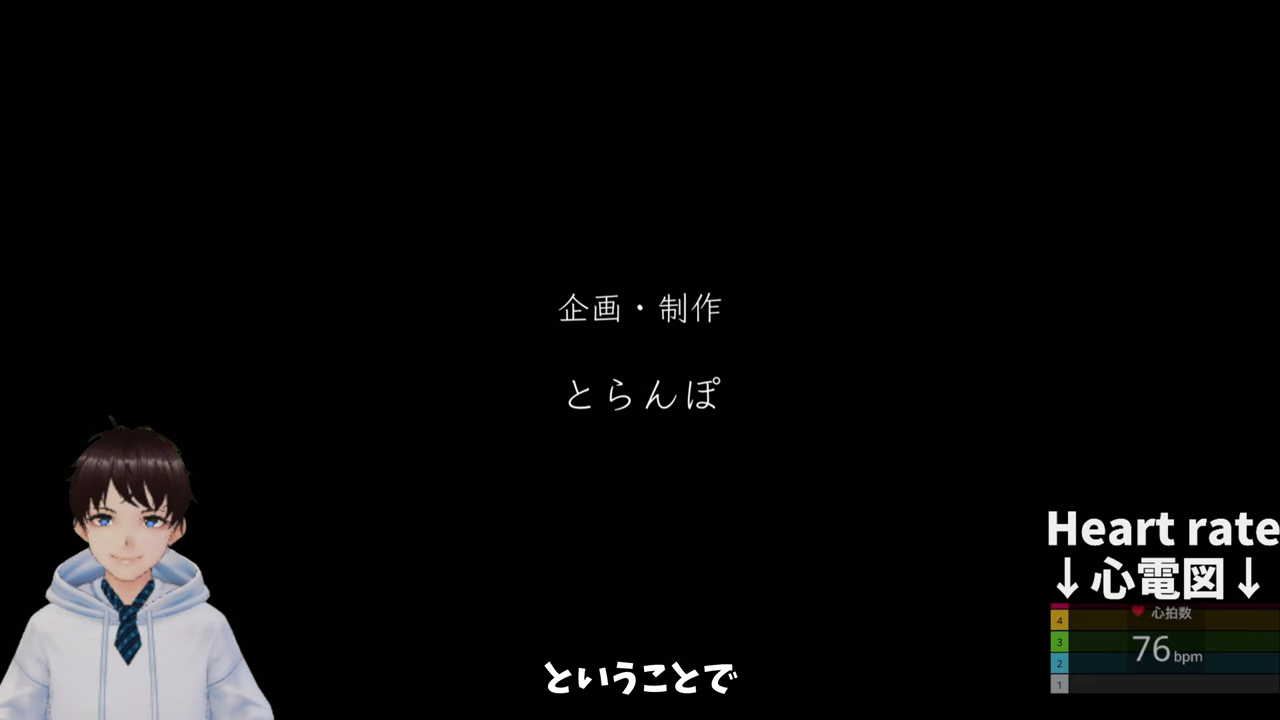 企画・制作
とらんぽ
Heart rate
↓心電図↓
心拍数
4
3
76 bpm
2
1
ということで